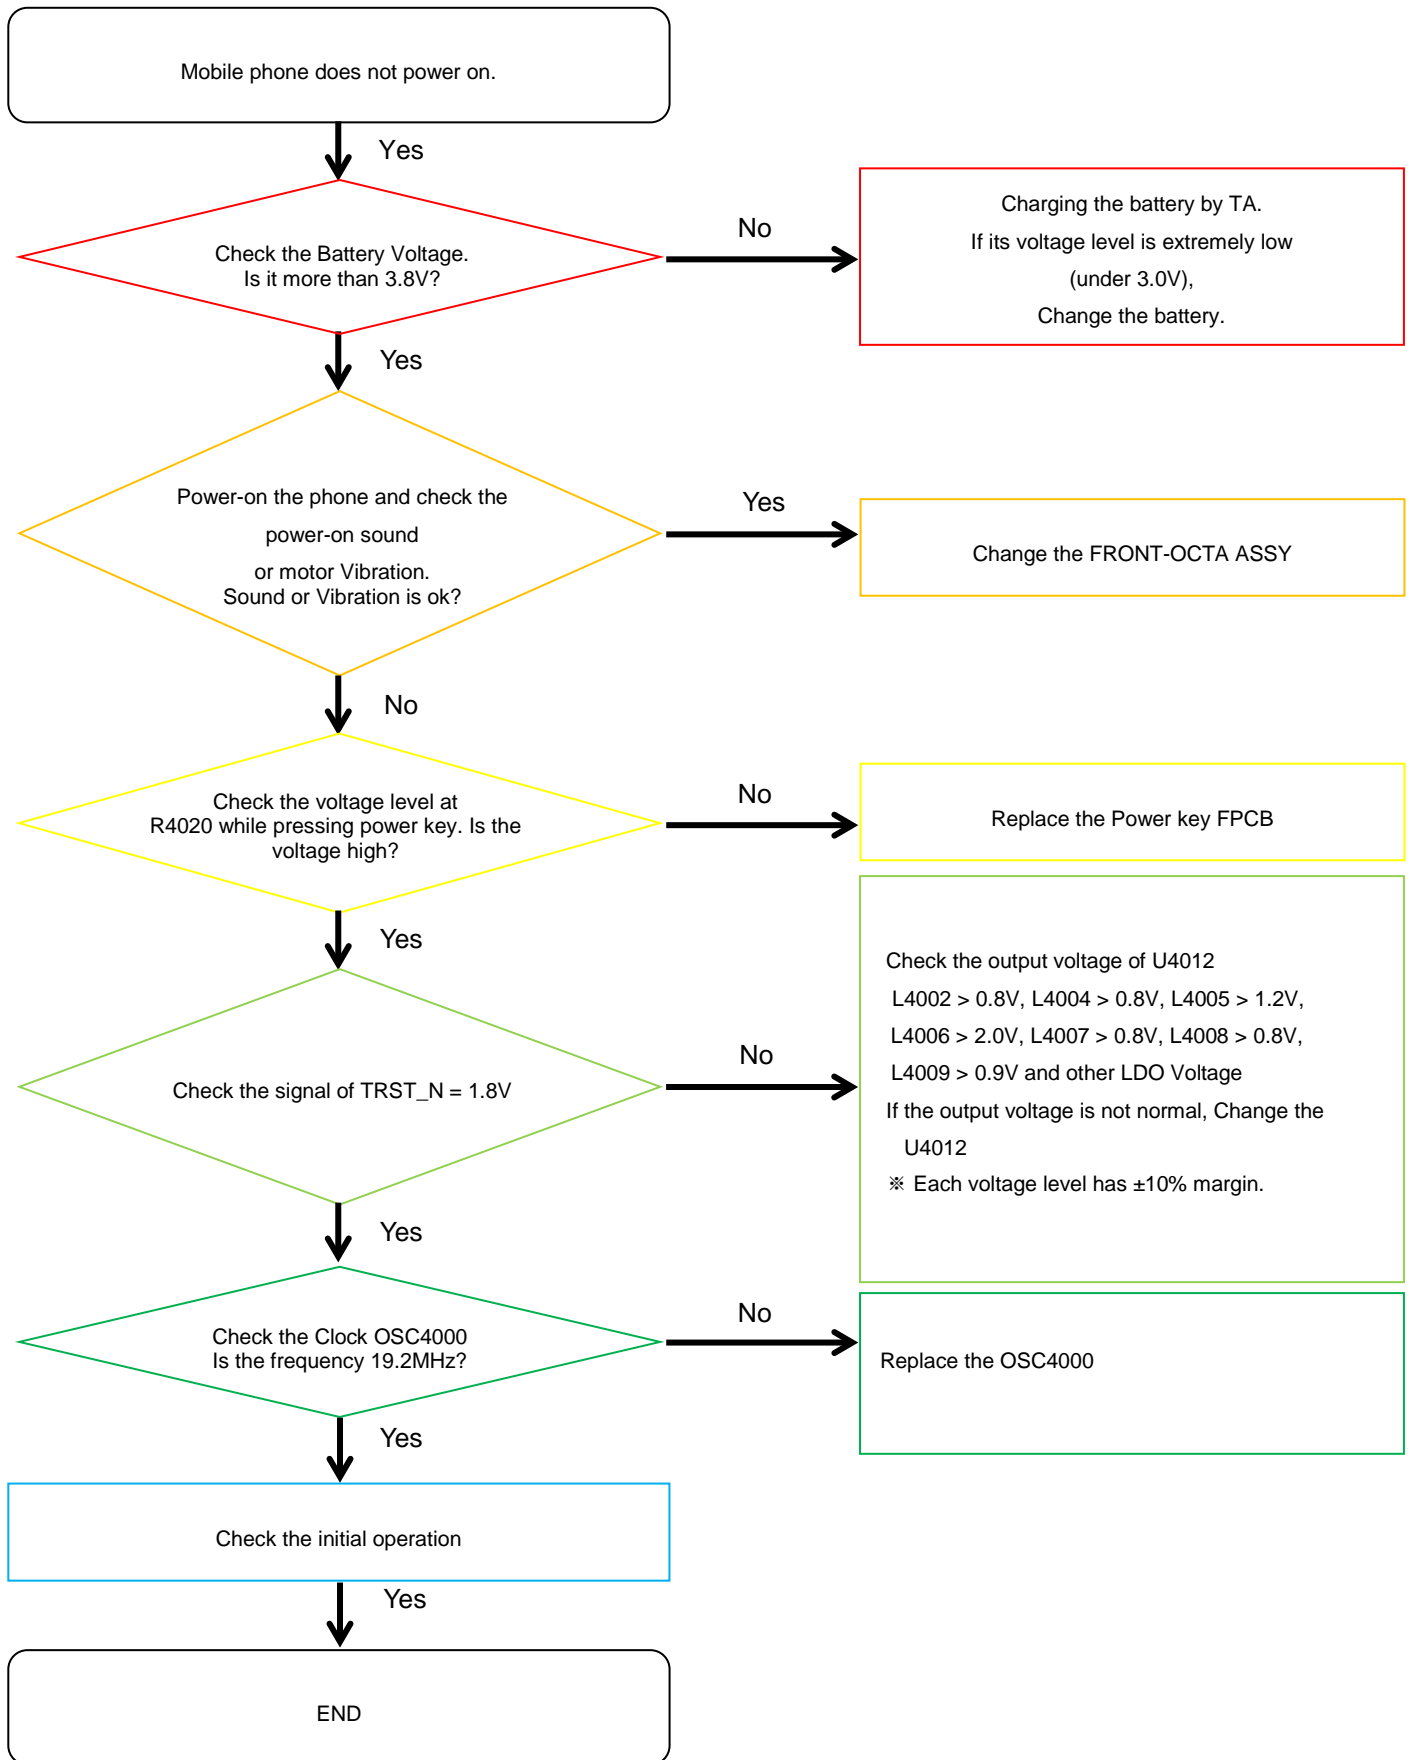 Mobile phone does not power on.
Yes
Check the Battery Voltage.
Is it more than 3.8V?
No
Charging the battery by TA.
If its voltage level is extremely low
(under 3.0V),
Change the battery.
Yes
Power-on the phone and check the
power-on sound
or motor Vibration.
Sound or Vibration is ok?
Yes
Change the FRONT-OCTA ASSY
No
Check the voltage level at
R4020 while pressing power key. Is the
voltage high?
No
Replace the Power key FPCB
Yes
Check the signal of TRST_N = 1.8V
No
Check the output voltage of U4012
L4002 > 0.8V, L4004 > 0.8V, L4005 > 1.2V,
L4006 > 2.0V, L4007 > 0.8V, L4008 > 0.8V,
L4009 > 0.9V and other LDO Voltage
If the output voltage is not normal, Change the
U4012
※ Each voltage level has ±10% margin.
Yes
Check the Clock OSC4000
Is the frequency 19.2MHz?
No
Replace the OSC4000
Yes
Check the initial operation
Yes
END